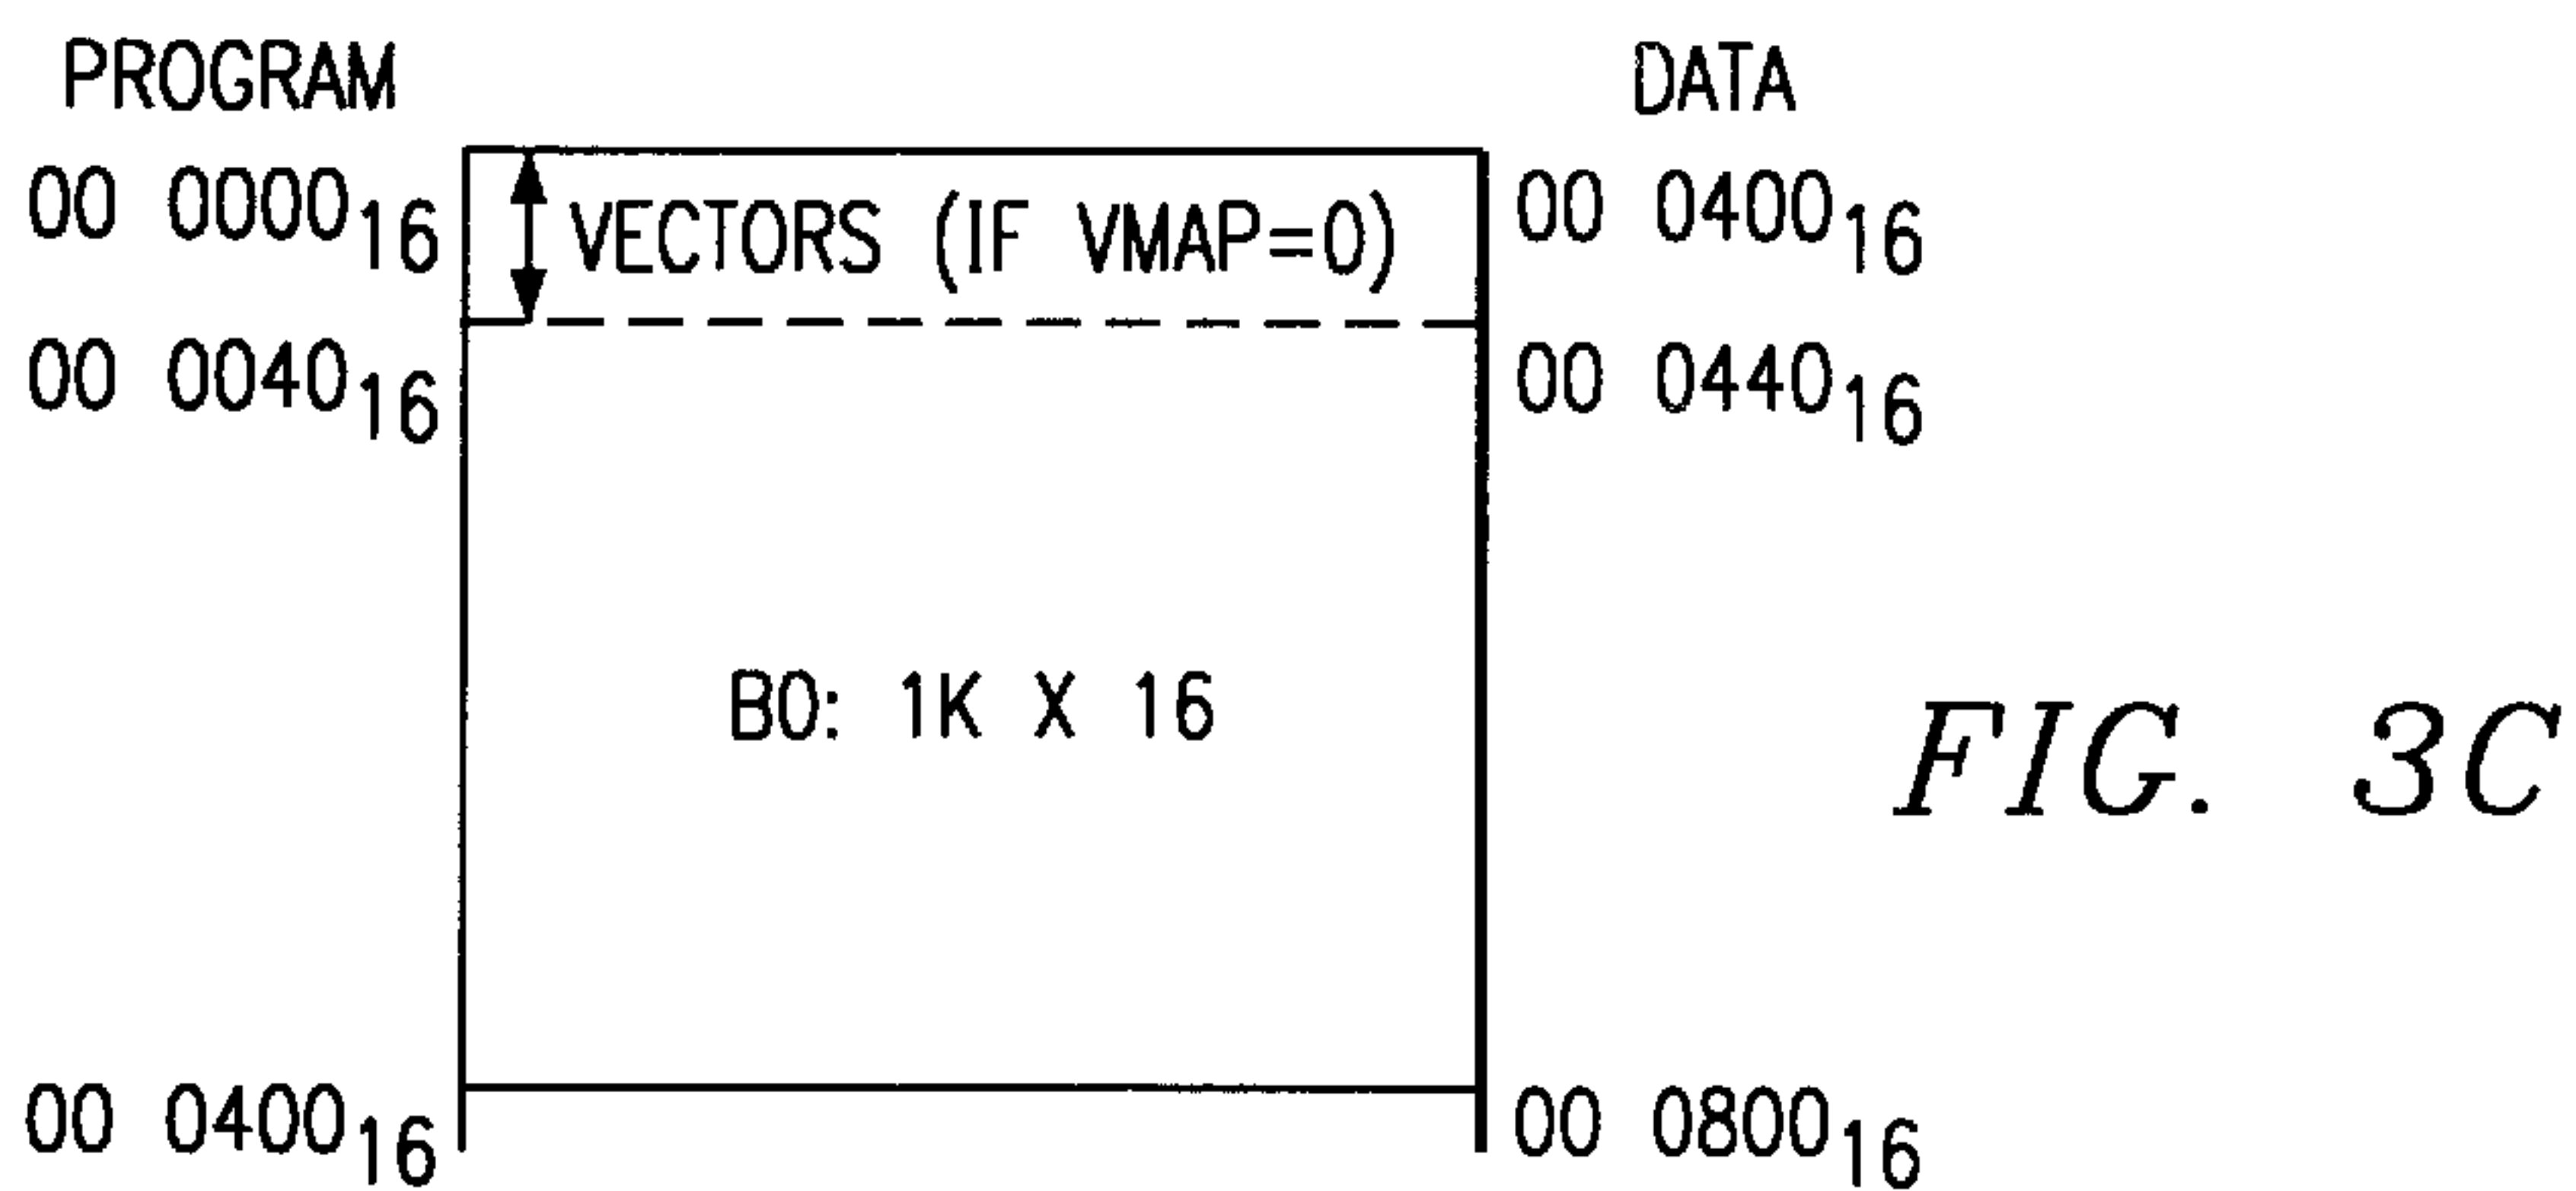 PROGRAM DATA
00 0000₁₆ VECTORS (IF VMAP=0) 00 0400₁₆
00 0040₁₆ 00 0440₁₆
B0: 1K X 16
FIG. 3C
00 0400₁₆ 00 0800₁₆